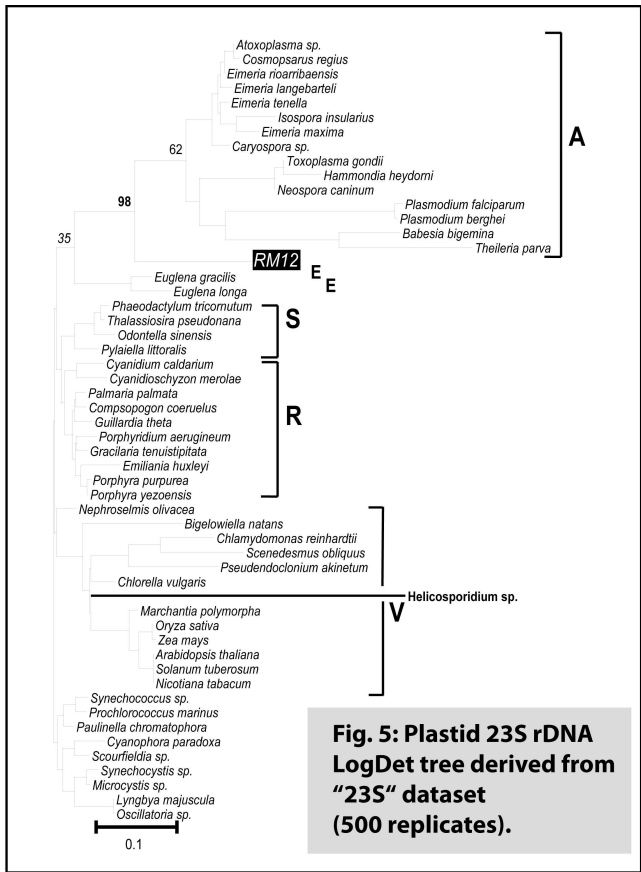 Atoxoplasma sp.
Cosmopsarus regius
Eimeria rioarribaensis
Eimeria langebarteli
Eimeria tenella
Isospora insularius
Eimeria maxima
Caryospora sp.
A
62
Toxoplasma gondii
Hammondia heydorni
Neospora caninum
98
Plasmodium falciparum
Plasmodium berghei
Babesia bigemina
Theileria parva
35
RM12
E
E
Euglena gracilis
Euglena longa
Phaeodactylum tricornutum
Thalassiosira pseudonana
S
Odontella sinensis
Pylaiella littoralis
Cyanidium caldarium
Cyanidioschyzon merolae
Palmaria palmata
Compsopogon coeruelus
R
Guillardia theta
Porphyridium aerugineum
Gracilaria tenuistipitata
Emiliania huxleyi
Porphyra purpurea
Porphyra yezoensis
Nephroselmis olivacea
Bigelowiella natans
Chlamydomonas reinhardtii
Scenedesmus obliquus
Pseudendoclonium akinetum
Chlorella vulgaris
Helicosporidium sp.
V
Marchantia polymorpha
Oryza sativa
Zea mays
Arabidopsis thaliana
Solanum tuberosum
Nicotiana tabacum
Synechococcus sp.
Prochlorococcus marinus
Paulinella chromatophora
Cyanophora paradoxa
Scourfieldia sp.
Synechocystis sp.
Microcystis sp.
Lyngbya majuscula
Oscillatoria sp.
0.1
Fig. 5: Plastid 23S rDNA
LogDet tree derived from
“23S“ dataset
(500 replicates).